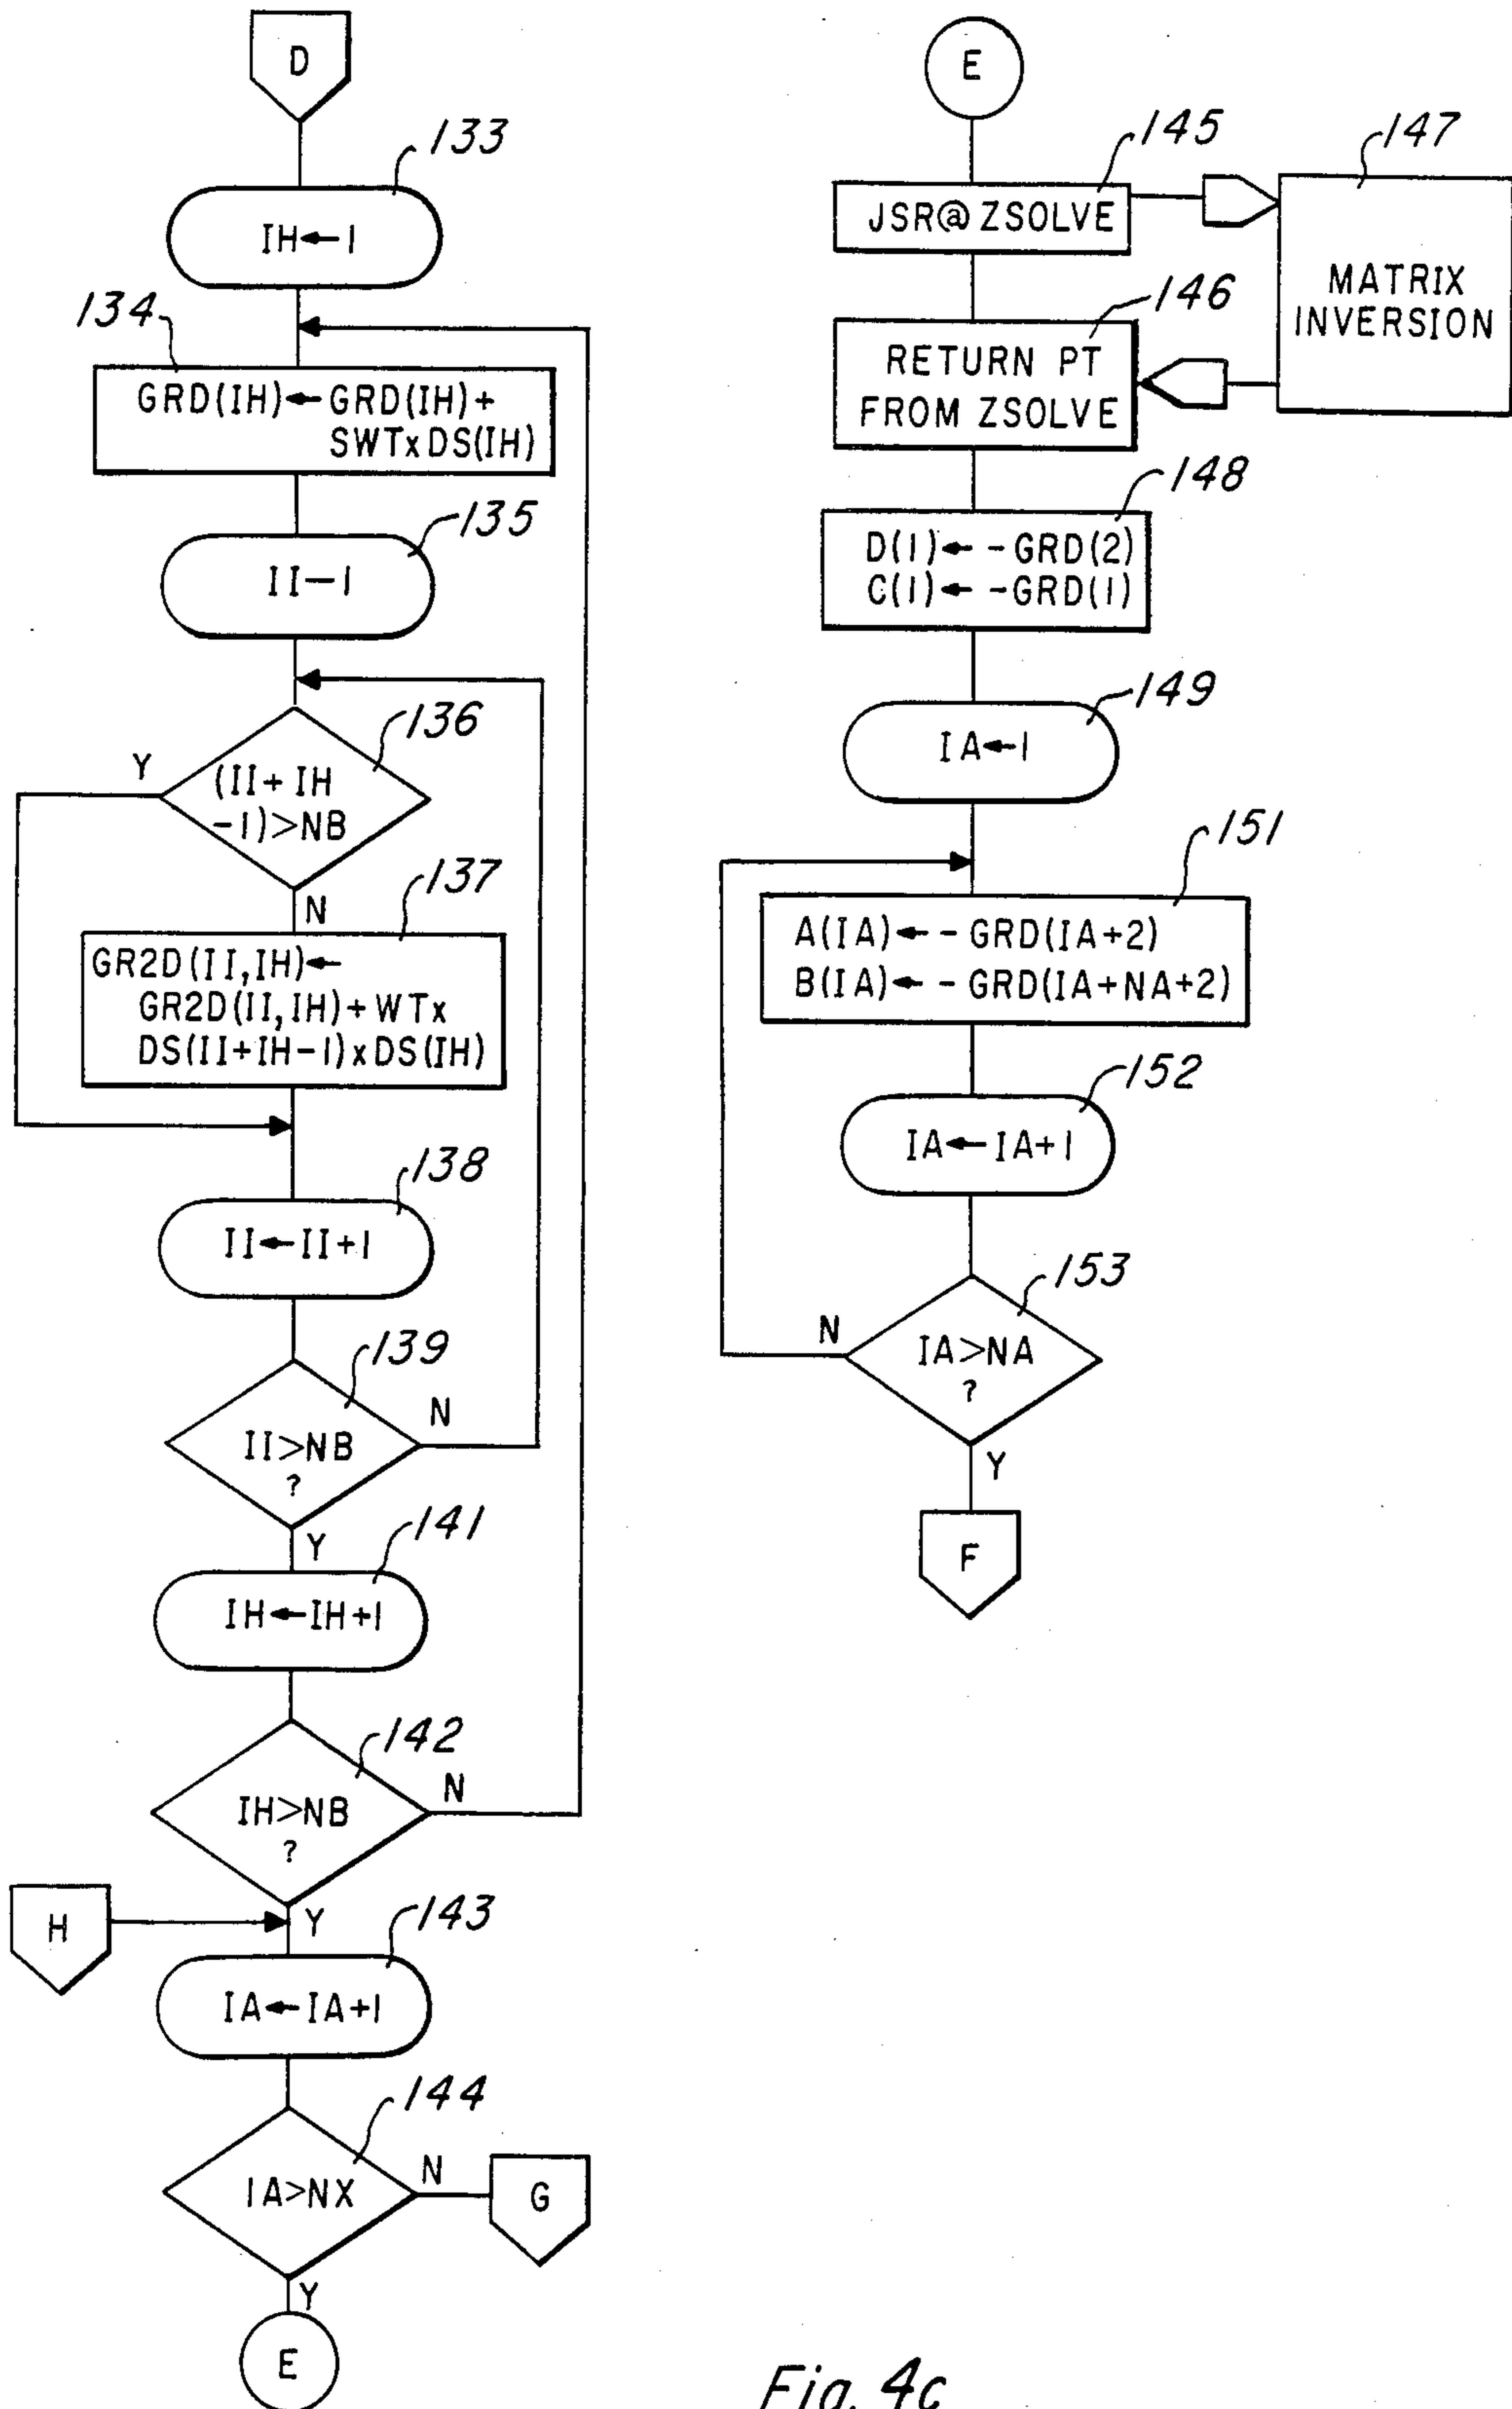 D
133
IH←1
134
GRD(IH)←GRD(IH)+
SWTxDS(IH)
135
II—1
136
Y
(II+IH
-1)>NB
N
137
GR2D(II,IH)←
GR2D(II,IH)+WTx
DS(II+IH-1)xDS(IH)
138
II←II+1
139
II>NB
?
N
Y
141
IH←IH+1
142
IH>NB
?
N
H
Y
143
IA←IA+1
144
IA>NX
N
G
Y
E
E
145
JSR@ZSOLVE
147
MATRIX
INVERSION
146
RETURN PT
FROM ZSOLVE
148
D(1)← -GRD(2)
C(1)← -GRD(1)
149
IA←1
151
A(IA)← - GRD(IA+2)
B(IA)← - GRD(IA+NA+2)
152
IA←IA+1
153
N
IA>NA
?
Y
F
Fig. 4c